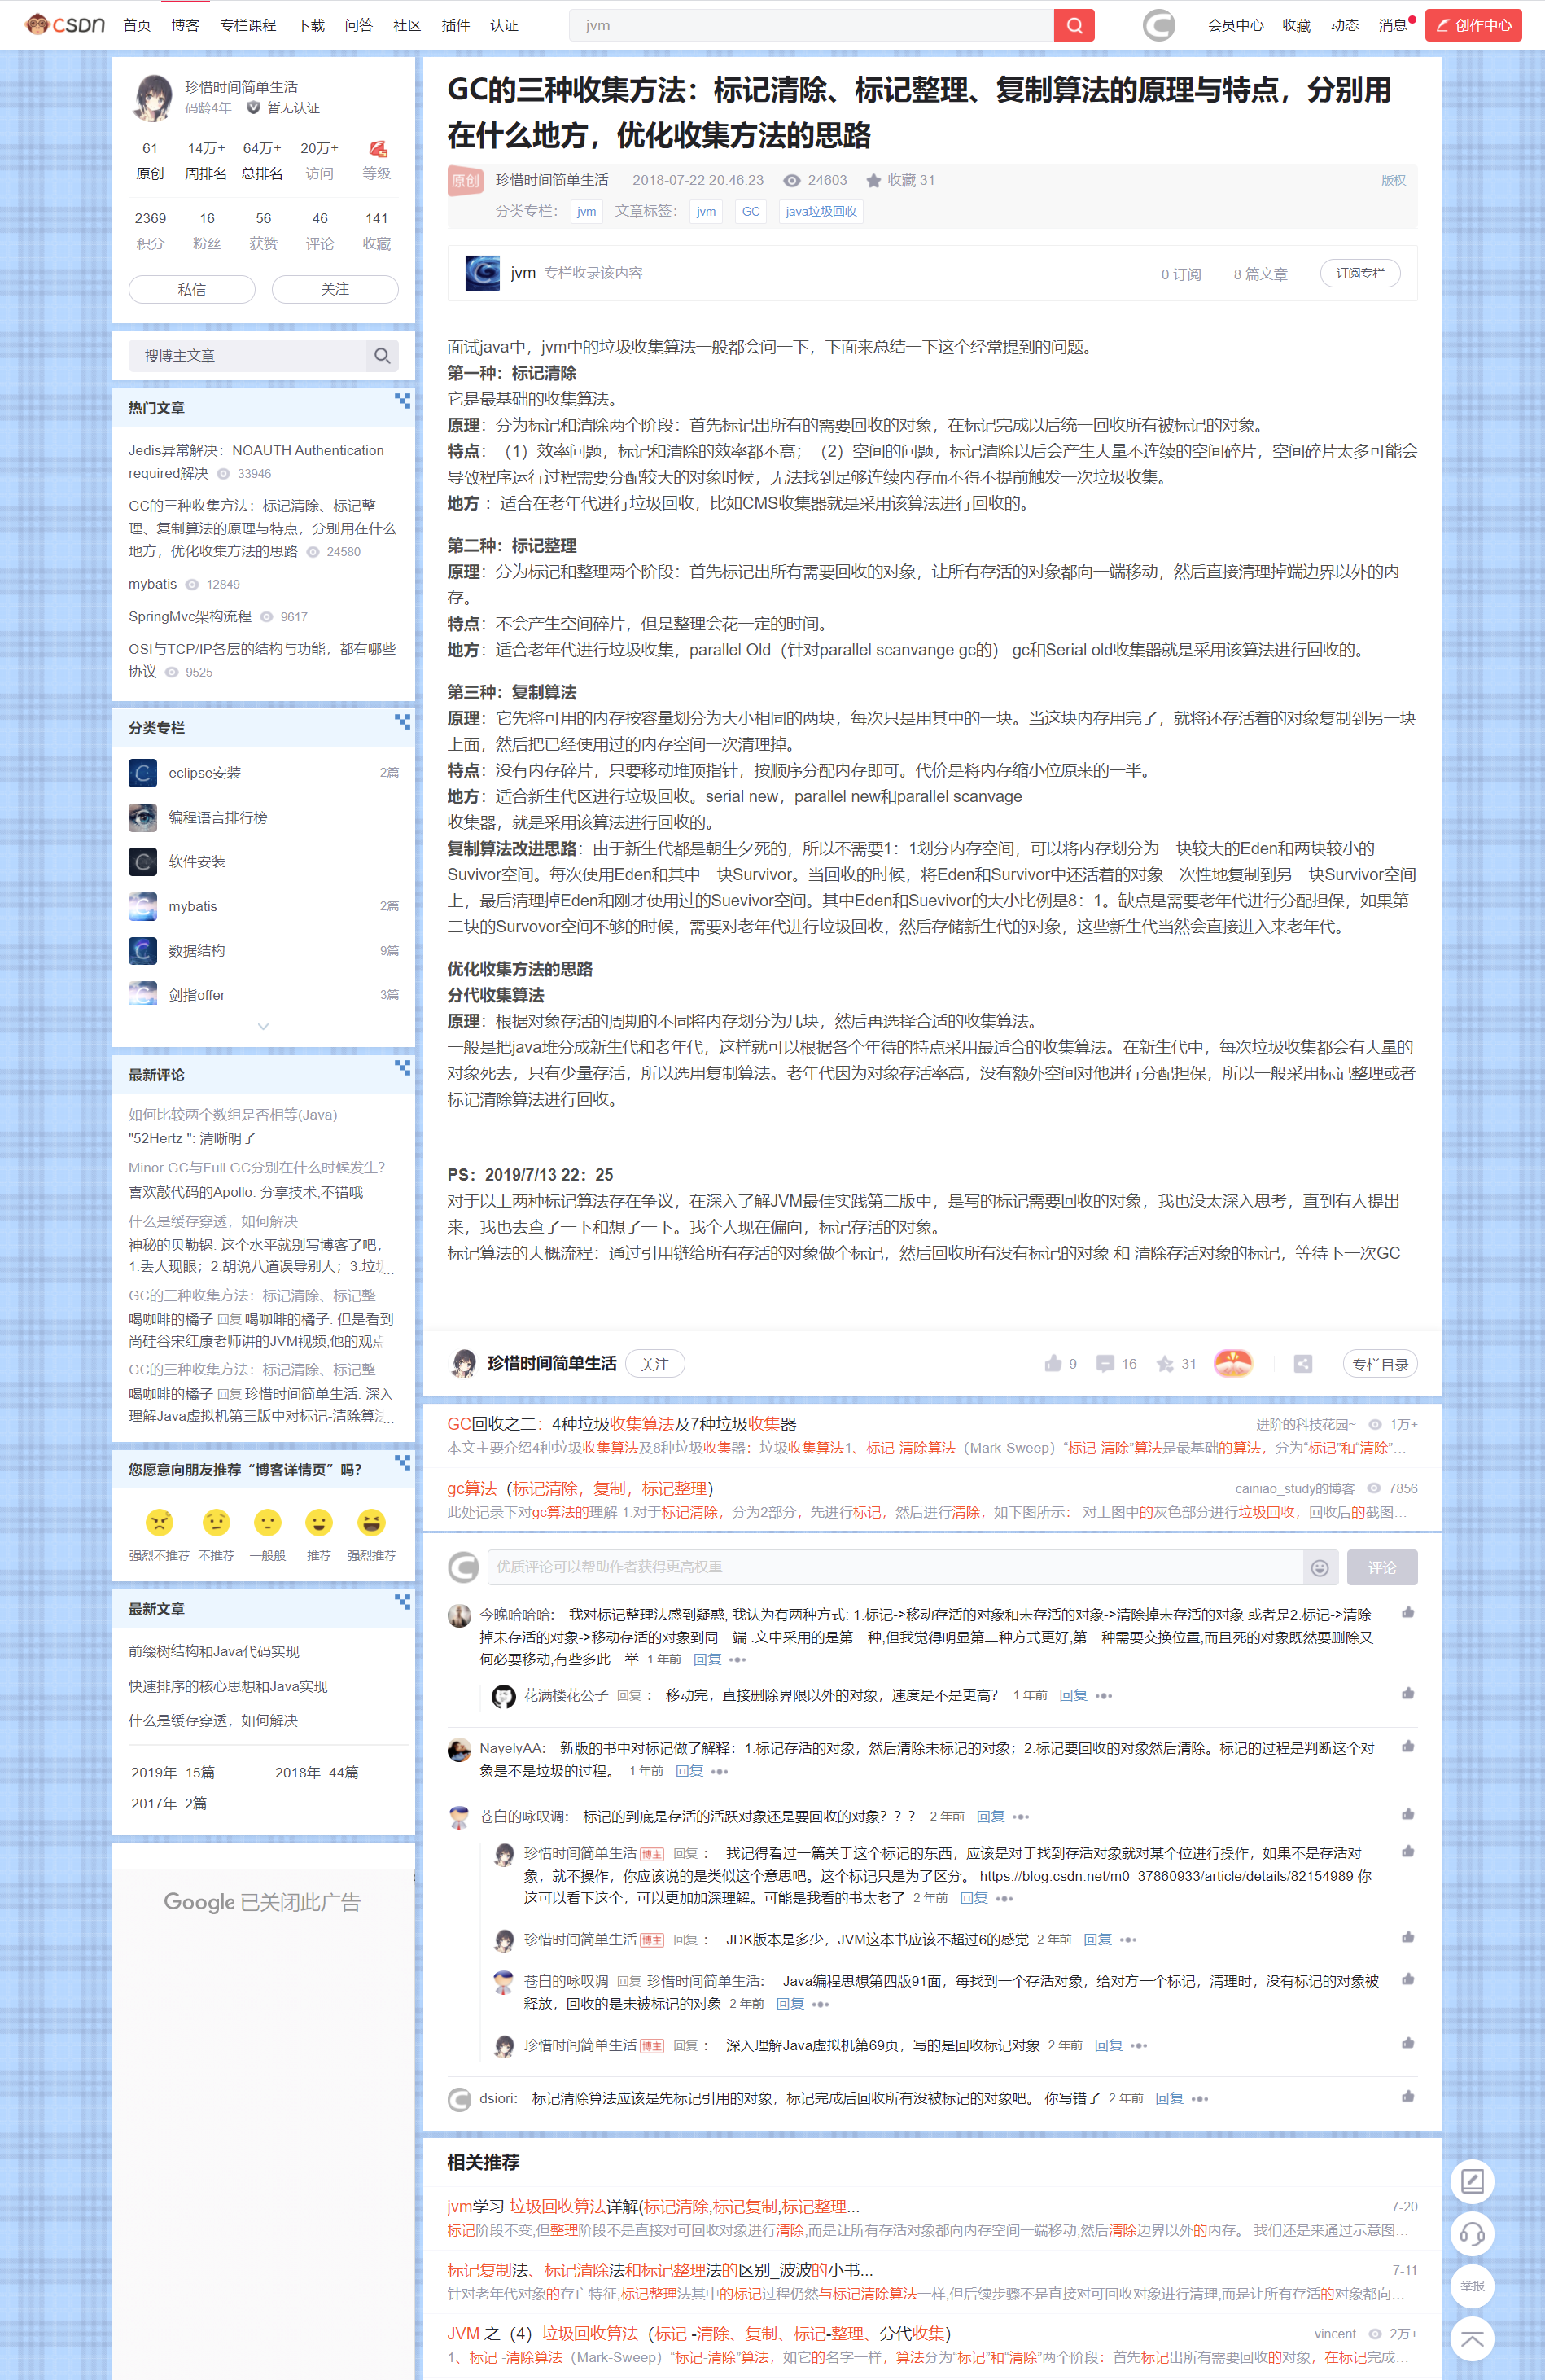 CSDN 首页 博客 专栏课程 下载 问答 社区 插件 认证 jvm 会员中心 收藏 动态 消息 创作中心
珍惜时间简单生活
码龄4年 暂无认证
61 14万+ 64万+ 20万+
原创 周排名 总排名 访问 等级
2369 16 56 46 141
积分 粉丝 获赞 评论 收藏
私信 关注
搜博主文章
热门文章
Jedis异常解决：NOAUTH Authentication
required解决 33946
GC的三种收集方法：标记清除、标记整
理、复制算法的原理与特点，分别用在什么
地方，优化收集方法的思路 24580
mybatis 12849
SpringMvc架构流程 9617
OSI与TCP/IP各层的结构与功能，都有哪些
协议 9525
分类专栏
eclipse安装 2篇
编程语言排行榜
软件安装
mybatis 2篇
数据结构 9篇
剑指offer 3篇
最新评论
如何比较两个数组是否相等(Java)
"52Hertz ": 清晰明了
Minor GC与Full GC分别在什么时候发生?
喜欢敲代码的Apollo: 分享技术,不错哦
什么是缓存穿透，如何解决
神秘的贝勒锅: 这个水平就别写博客了吧，
1.丢人现眼；2.胡说八道误导别人；3.垃圾...
GC的三种收集方法：标记清除、标记整...
喝咖啡的橘子 回复 喝咖啡的橘子: 但是看到
尚硅谷宋红康老师讲的JVM视频,他的观点...
GC的三种收集方法：标记清除、标记整...
喝咖啡的橘子 回复 珍惜时间简单生活: 深入
理解Java虚拟机第三版中对标记-清除算法...
您愿意向朋友推荐“博客详情页”吗？
强烈不推荐 不推荐 一般般 推荐 强烈推荐
最新文章
前缀树结构和Java代码实现
快速排序的核心思想和Java实现
什么是缓存穿透，如何解决
2019年 15篇 2018年 44篇
2017年 2篇
Google 已关闭此广告
GC的三种收集方法：标记清除、标记整理、复制算法的原理与特点，分别用
在什么地方，优化收集方法的思路
原创 珍惜时间简单生活 2018-07-22 20:46:23 24603 收藏 31 版权
分类专栏： jvm 文章标签： jvm GC java垃圾回收
jvm 专栏收录该内容 0 订阅 8 篇文章 订阅专栏
面试java中，jvm中的垃圾收集算法一般都会问一下，下面来总结一下这个经常提到的问题。
第一种：标记清除
它是最基础的收集算法。
原理：分为标记和清除两个阶段：首先标记出所有的需要回收的对象，在标记完成以后统一回收所有被标记的对象。
特点：（1）效率问题，标记和清除的效率都不高；（2）空间的问题，标记清除以后会产生大量不连续的空间碎片，空间碎片太多可能会
导致程序运行过程需要分配较大的对象时候，无法找到足够连续内存而不得不提前触发一次垃圾收集。
地方 ：适合在老年代进行垃圾回收，比如CMS收集器就是采用该算法进行回收的。
第二种：标记整理
原理：分为标记和整理两个阶段：首先标记出所有需要回收的对象，让所有存活的对象都向一端移动，然后直接清理掉端边界以外的内
存。
特点：不会产生空间碎片，但是整理会花一定的时间。
地方：适合老年代进行垃圾收集，parallel Old（针对parallel scanvange gc的） gc和Serial old收集器就是采用该算法进行回收的。
第三种：复制算法
原理：它先将可用的内存按容量划分为大小相同的两块，每次只是用其中的一块。当这块内存用完了，就将还存活着的对象复制到另一块
上面，然后把已经使用过的内存空间一次清理掉。
特点：没有内存碎片，只要移动堆顶指针，按顺序分配内存即可。代价是将内存缩小位原来的一半。
地方：适合新生代区进行垃圾回收。serial new，parallel new和parallel scanvage
收集器，就是采用该算法进行回收的。
复制算法改进思路：由于新生代都是朝生夕死的，所以不需要1：1划分内存空间，可以将内存划分为一块较大的Eden和两块较小的
Suvivor空间。每次使用Eden和其中一块Survivor。当回收的时候，将Eden和Survivor中还活着的对象一次性地复制到另一块Survivor空间
上，最后清理掉Eden和刚才使用过的Suevivor空间。其中Eden和Suevivor的大小比例是8：1。缺点是需要老年代进行分配担保，如果第
二块的Survovor空间不够的时候，需要对老年代进行垃圾回收，然后存储新生代的对象，这些新生代当然会直接进入来老年代。
优化收集方法的思路
分代收集算法
原理：根据对象存活的周期的不同将内存划分为几块，然后再选择合适的收集算法。
一般是把java堆分成新生代和老年代，这样就可以根据各个年待的特点采用最适合的收集算法。在新生代中，每次垃圾收集都会有大量的
对象死去，只有少量存活，所以选用复制算法。老年代因为对象存活率高，没有额外空间对他进行分配担保，所以一般采用标记整理或者
标记清除算法进行回收。
PS：2019/7/13 22：25
对于以上两种标记算法存在争议，在深入了解JVM最佳实践第二版中，是写的标记需要回收的对象，我也没太深入思考，直到有人提出
来，我也去查了一下和想了一下。我个人现在偏向，标记存活的对象。
标记算法的大概流程：通过引用链给所有存活的对象做个标记，然后回收所有没有标记的对象 和 清除存活对象的标记，等待下一次GC
珍惜时间简单生活 关注 9 16 31 专栏目录
GC回收之二：4种垃圾收集算法及7种垃圾收集器 进阶的科技花园~ 1万+
本文主要介绍4种垃圾收集算法及8种垃圾收集器：垃圾收集算法1、标记-清除算法（Mark-Sweep）“标记-清除”算法是最基础的算法，分为“标记”和“清除”...
gc算法（标记清除，复制，标记整理） cainiao_study的博客 7856
此处记录下对gc算法的理解 1.对于标记清除，分为2部分，先进行标记，然后进行清除，如下图所示： 对上图中的灰色部分进行垃圾回收，回收后的截图...
优质评论可以帮助作者获得更高权重 评论
今晚哈哈哈： 我对标记整理法感到疑惑, 我认为有两种方式: 1.标记->移动存活的对象和未存活的对象->清除掉未存活的对象 或者是2.标记->清除
掉未存活的对象->移动存活的对象到同一端 .文中采用的是第一种,但我觉得明显第二种方式更好,第一种需要交换位置,而且死的对象既然要删除又
何必要移动,有些多此一举 1 年前 回复
花满楼花公子 回复： 移动完，直接删除界限以外的对象，速度是不是更高? 1 年前 回复
NayelyAA： 新版的书中对标记做了解释：1.标记存活的对象，然后清除未标记的对象；2.标记要回收的对象然后清除。标记的过程是判断这个对
象是不是垃圾的过程。 1 年前 回复
苍白的咏叹调： 标记的到底是存活的活跃对象还是要回收的对象？？？ 2 年前 回复
珍惜时间简单生活 博主 回复： 我记得看过一篇关于这个标记的东西，应该是对于找到存活对象就对某个位进行操作，如果不是存活对
象，就不操作，你应该说的是类似这个意思吧。这个标记只是为了区分。 https://blog.csdn.net/m0_37860933/article/details/82154989 你
这可以看下这个，可以更加加深理解。可能是我看的书太老了 2 年前 回复
珍惜时间简单生活 博主 回复： JDK版本是多少，JVM这本书应该不超过6的感觉 2 年前 回复
苍白的咏叹调 回复 珍惜时间简单生活： Java编程思想第四版91面，每找到一个存活对象，给对方一个标记，清理时，没有标记的对象被
释放，回收的是未被标记的对象 2 年前 回复
珍惜时间简单生活 博主 回复： 深入理解Java虚拟机第69页，写的是回收标记对象 2 年前 回复
dsiori： 标记清除算法应该是先标记引用的对象，标记完成后回收所有没被标记的对象吧。 你写错了 2 年前 回复
相关推荐
jvm学习 垃圾回收算法详解(标记清除,标记复制,标记整理... 7-20
标记阶段不变,但整理阶段不是直接对可回收对象进行清除,而是让所有存活对象都向内存空间一端移动,然后清除边界以外的内存。 我们还是来通过示意图...
标记复制法、标记清除法和标记整理法的区别_波波的小书... 7-11
针对老年代对象的存亡特征,标记整理法其中的标记过程仍然与标记清除算法一样,但后续步骤不是直接对可回收对象进行清理,而是让所有存活的对象都向...
JVM 之（4）垃圾回收算法（标记 -清除、复制、标记-整理、分代收集） vincent 2万+
1、标记 -清除算法（Mark-Sweep）“标记-清除”算法，如它的名字一样，算法分为“标记”和“清除”两个阶段：首先标记出所有需要回收的对象，在标记完成...
举报